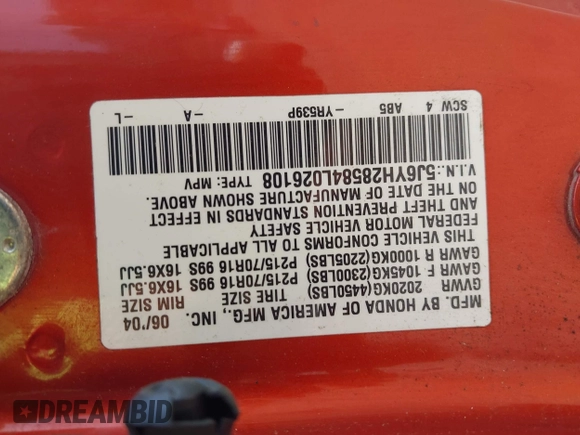 MFD. BY HONDA OF AMERICA MFG., INC. 06/'04
GVWR 2020KG(4450LBS) TIRE SIZE RIM SIZE
GAWR F 1045KG(2300LBS) P215/70R16 99S 16X6.5JJ
GAWR R 1000KG(2205LBS) P215/70R16 99S 16X6.5JJ
THIS VEHICLE CONFORMS TO ALL APPLICABLE
FEDERAL MOTOR VEHICLE SAFETY
AND THEFT PREVENTION STANDARDS IN EFFECT
ON THE DATE OF MANUFACTURE SHOWN ABOVE.
V.I.N.:5J6YH28584L026108 TYPE: MPV
SCW 4 AB5 -YR539P -A -L
DREAMBID